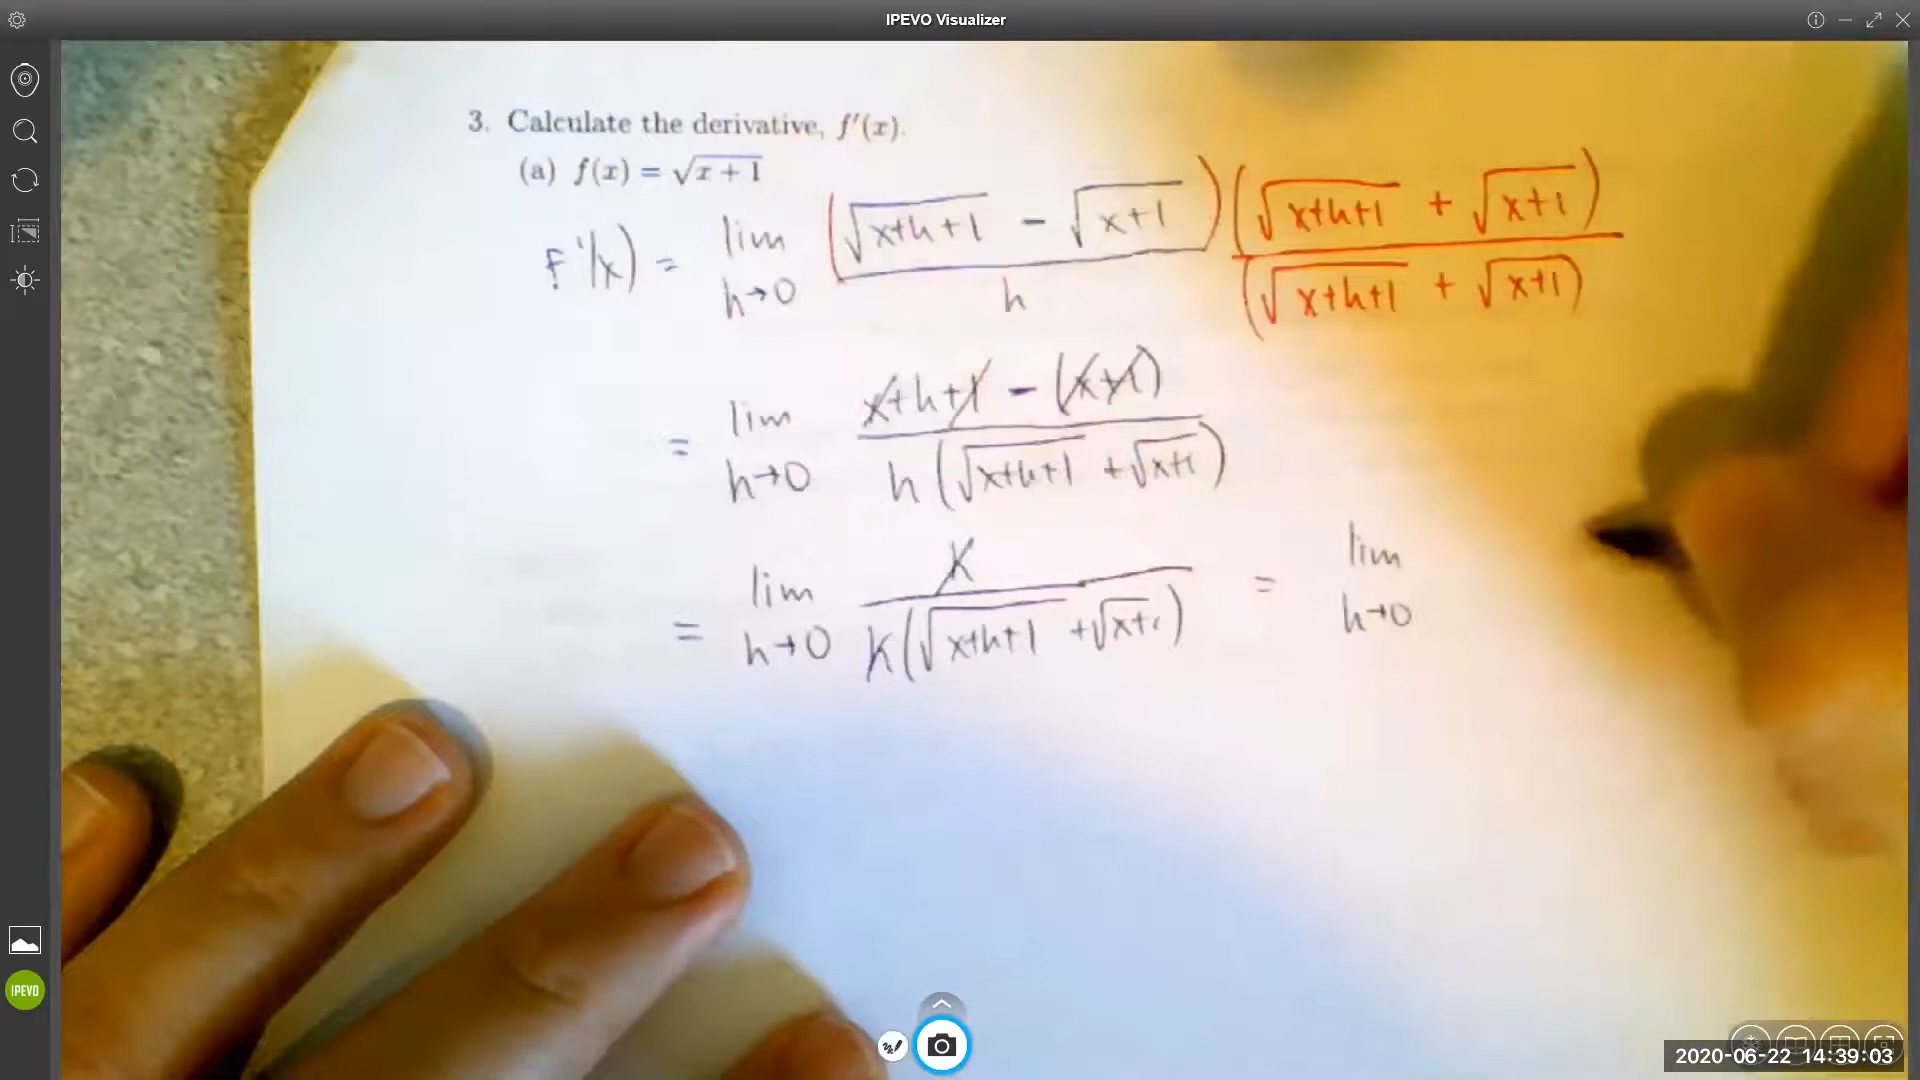 IPEVO Visualizer
3. Calculate the derivative, f'(x).
(a) f(x) = √(x + 1)
f'(x) = lim h→0 (√(x+h+1) - √(x+1)) / h (√(x+h+1) + √(x+1)) / (√(x+h+1) + √(x+1))
= lim h→0 x+h+1 - (x+1) / h(√(x+h+1) + √(x+1))
= lim h→0 h / h(√(x+h+1) + √(x+1)) = lim h→0
IPEVO
2020-06-22 14:39:03